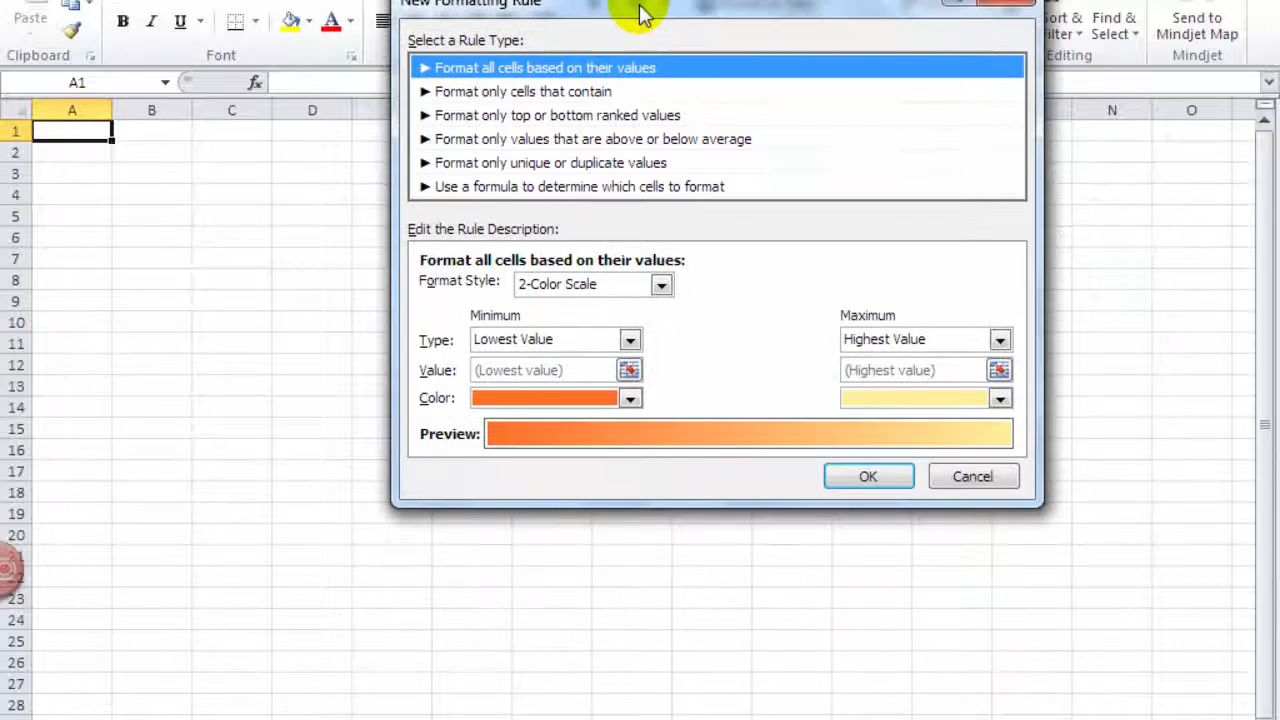 New Formatting Rule
Paste
B I U A
Sort &
Find &
Send to
Filter
Select
Mindjet Map
Clipboard
Font
Editing
Mindjet
A1
fx
A B C D N O
1
2
3
4
5
6
7
8
9
10
11
12
13
14
15
16
17
18
19
20
23
24
25
26
27
28
Select a Rule Type:
► Format all cells based on their values
► Format only cells that contain
► Format only top or bottom ranked values
► Format only values that are above or below average
► Format only unique or duplicate values
► Use a formula to determine which cells to format
Edit the Rule Description:
Format all cells based on their values:
Format Style: 2-Color Scale
Minimum Maximum
Type: Lowest Value Highest Value
Value: (Lowest value) (Highest value)
Color:
Preview:
OK Cancel